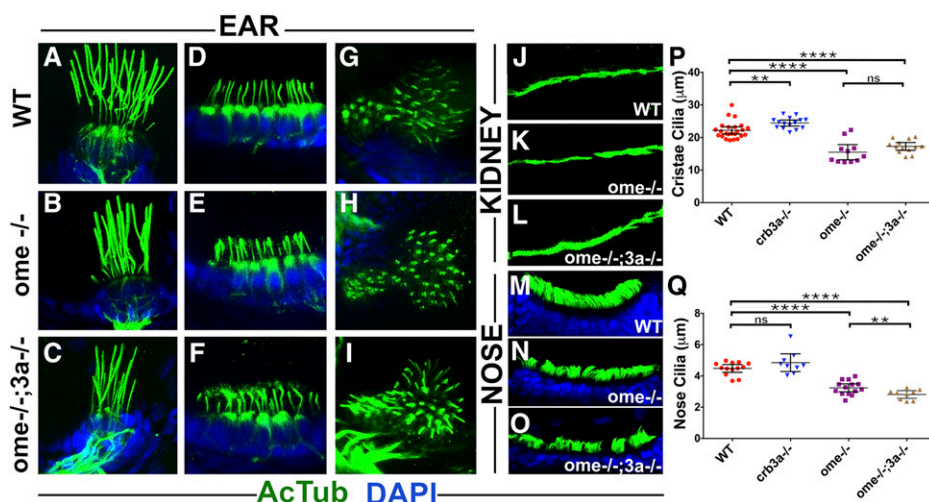 EAR
A D G
WT
B E H
ome -/-
C F I
ome-/-;3a-/-
KIDNEY
J
WT
K
ome-/-
L
ome-/-;3a-/-
NOSE
M
WT
N
ome-/-
O
ome-/-;3a-/-
AcTub DAPI
P
****
****
** ns
Cristae Cilia (μm)
40
30
20
10
0
WT crb3a-/- ome-/- ome-/-;3a-/-
Q
****
****
ns **
Nose Cilia (μm)
8
6
4
2
0
WT crb3a-/- ome-/- ome-/-;3a-/-